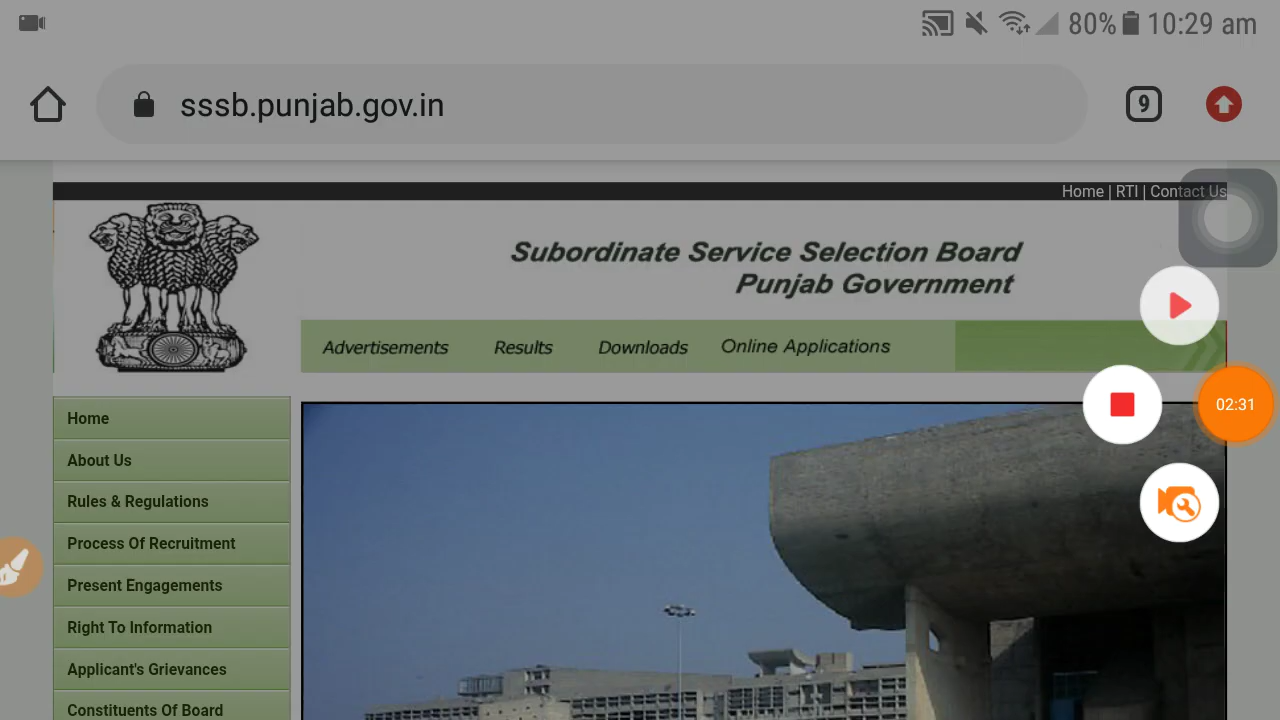 80% 10:29 am
sssb.punjab.gov.in
9
Home | RTI | Contact Us
Subordinate Service Selection Board
Punjab Government
Advertisements Results Downloads Online Applications
02:31
Home
About Us
Rules & Regulations
Process Of Recruitment
Present Engagements
Right To Information
Applicant's Grievances
Constituents Of Board